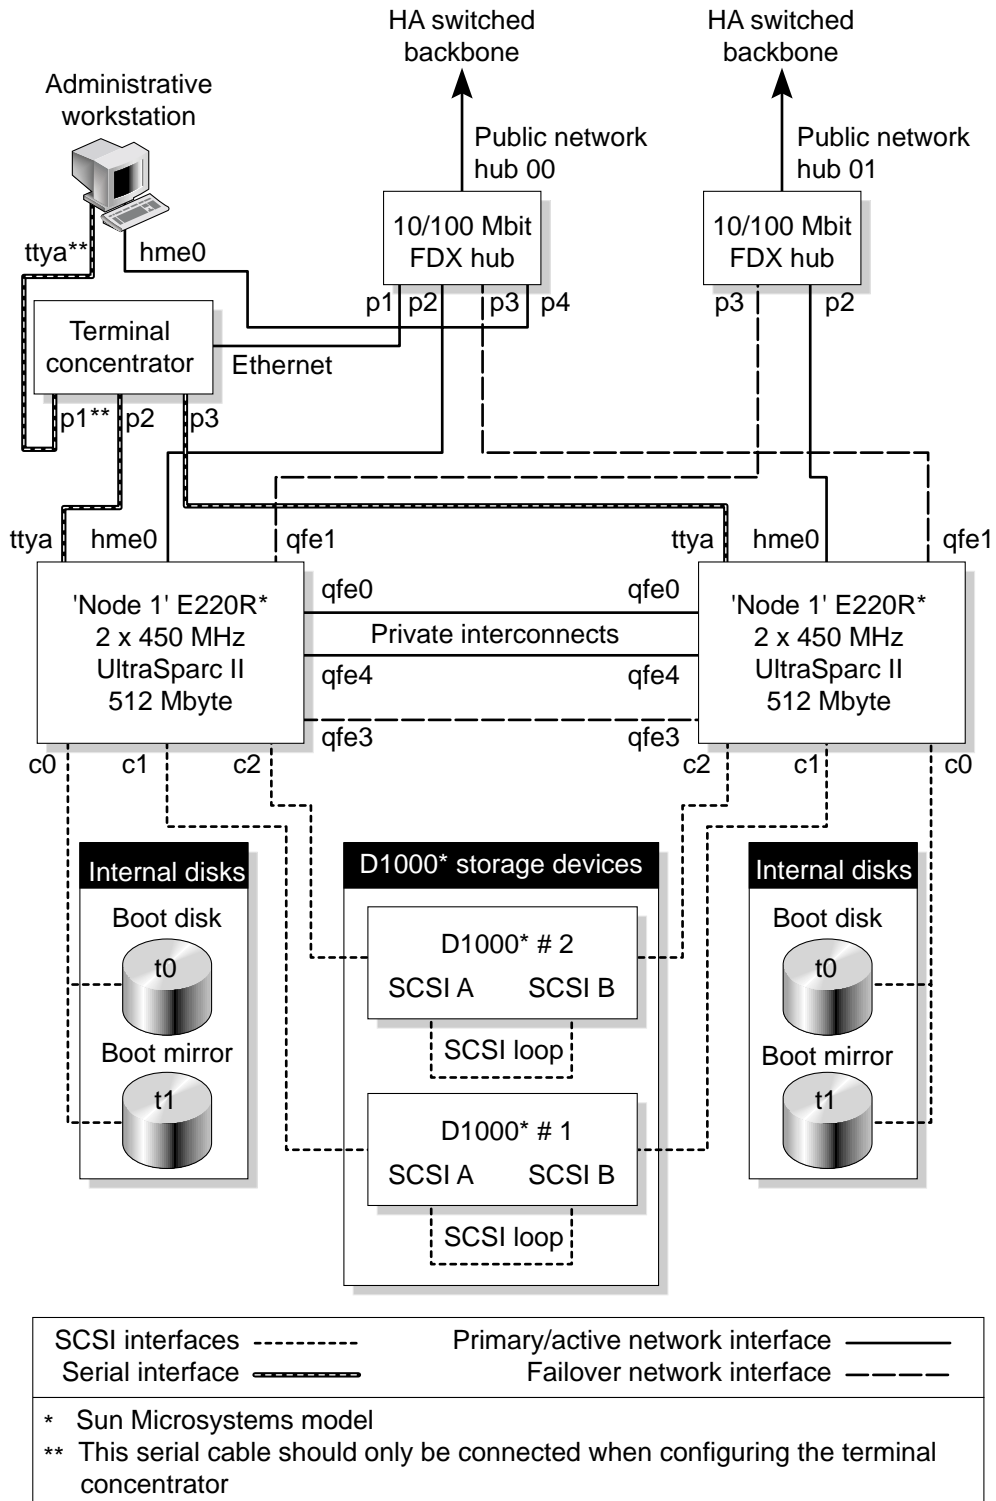 HA switched
backbone
HA switched
backbone
Administrative
workstation
Public network
hub 00
Public network
hub 01
10/100 Mbit
FDX hub
10/100 Mbit
FDX hub
ttya**
hme0
p1
p2
p3
p4
p3
p2
Terminal
concentrator
Ethernet
p1**
p2
p3
ttya
hme0
qfe1
ttya
hme0
qfe1
'Node 1' E220R*
2 x 450 MHz
UltraSparc II
512 Mbyte
qfe0
qfe0
Private interconnects
qfe4
qfe4
qfe3
qfe3
'Node 1' E220R*
2 x 450 MHz
UltraSparc II
512 Mbyte
c0
c1
c2
c2
c1
c0
Internal disks
Boot disk
t0
Boot mirror
t1
D1000* storage devices
D1000* # 2
SCSI A
SCSI B
SCSI loop
D1000* # 1
SCSI A
SCSI B
SCSI loop
Internal disks
Boot disk
t0
Boot mirror
t1
SCSI interfaces
Primary/active network interface
Serial interface
Failover network interface
* Sun Microsystems model
** This serial cable should only be connected when configuring the terminal
concentrator